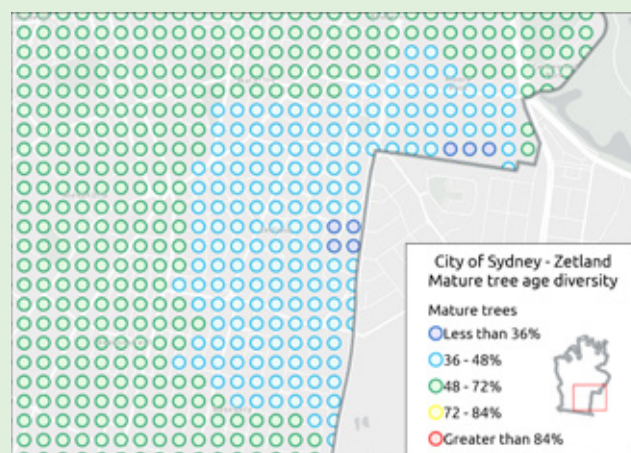 City of Sydney - Zetland
Mature tree age diversity
Mature trees
Less than 36%
36 - 48%
48 - 72%
72 - 84%
Greater than 84%